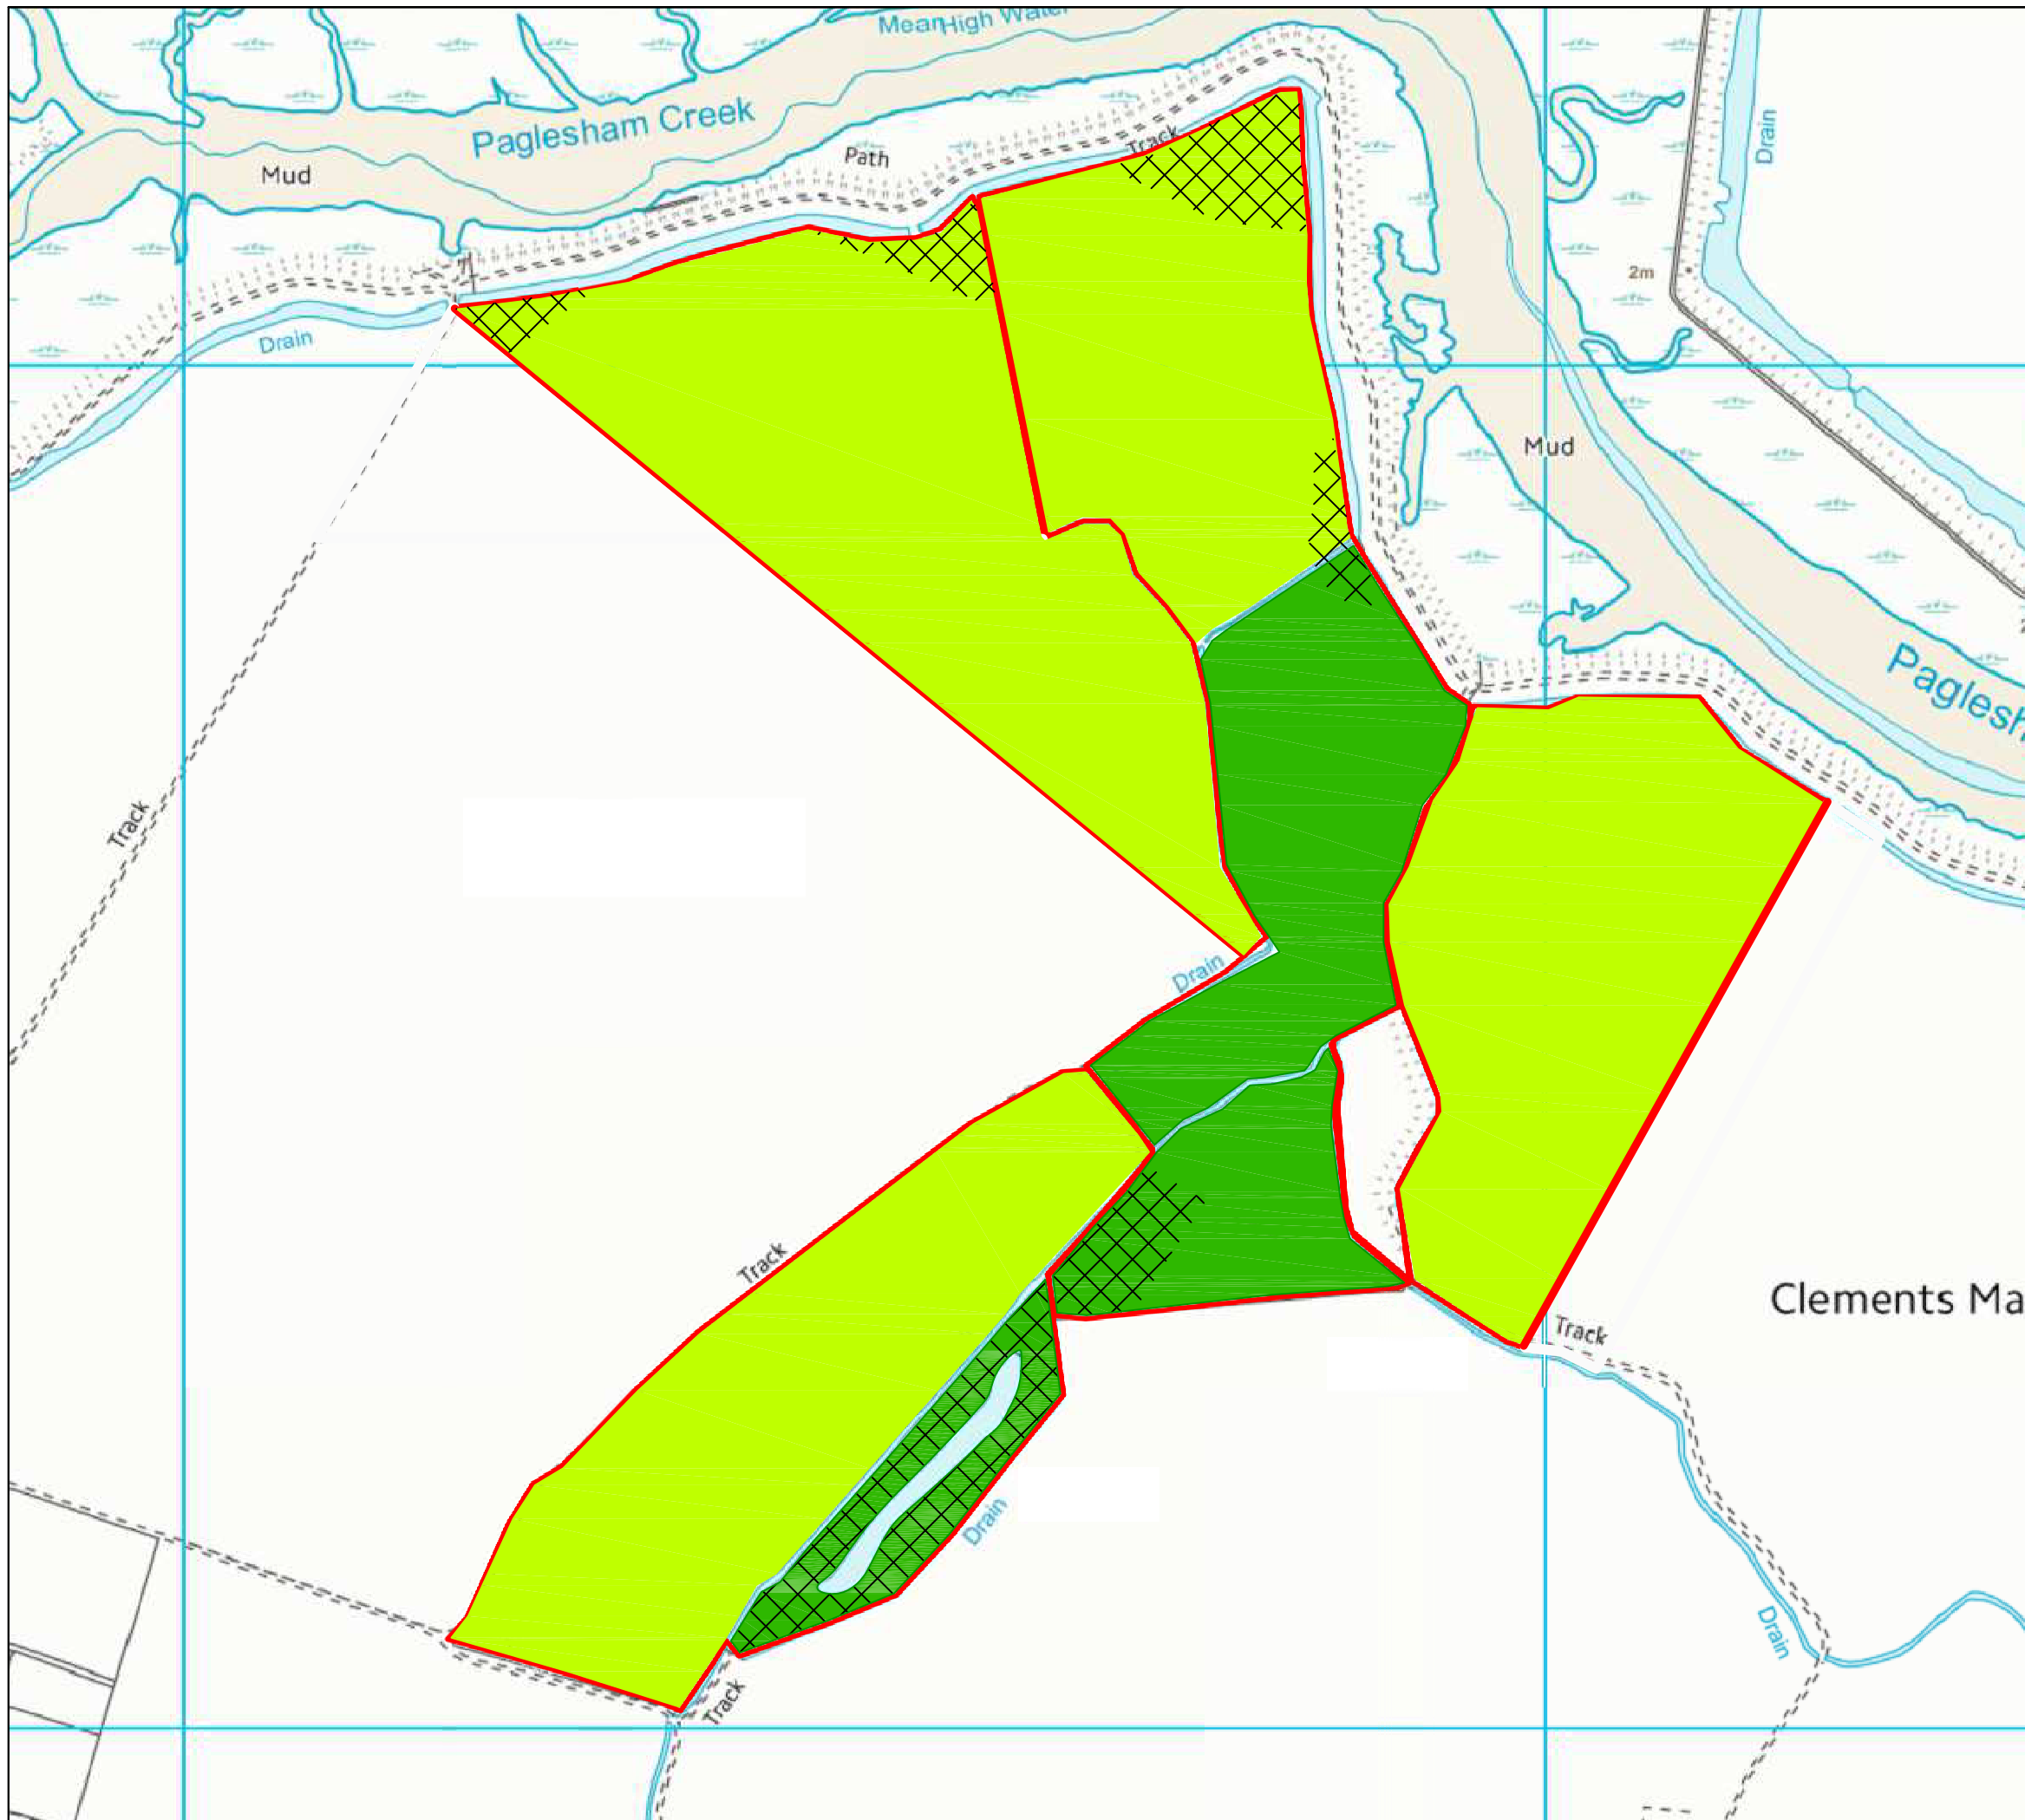 Mean High Water
Paglesham Creek
Path
Track
Mud
Drain
Drain
2m
Mud
Paglesh
Track
Drain
Track
Clements Ma
Track
Drain
Drain
Track